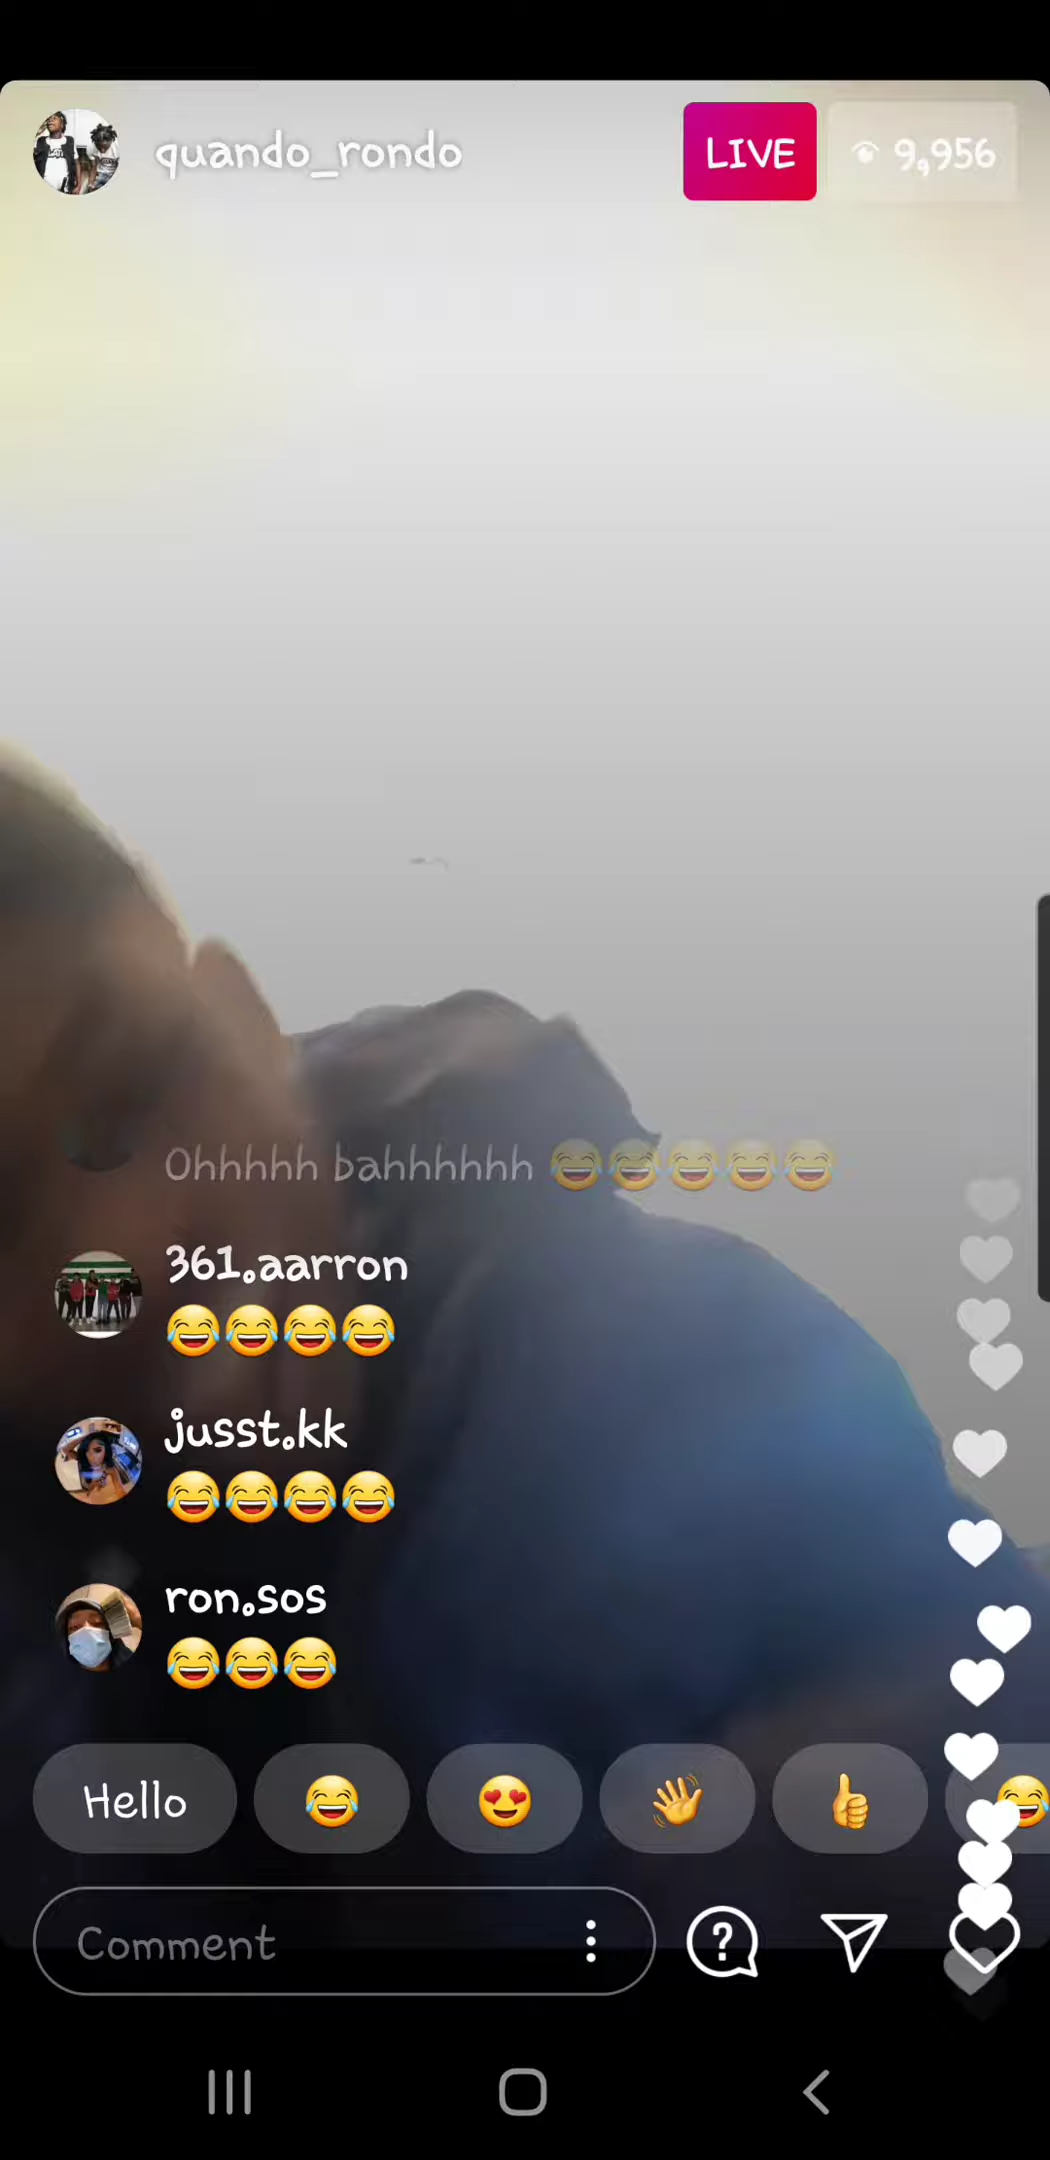 quando_rondo
LIVE
9,956
Ohhhhh bahhhhhh 😂😂😂😂😂
361.aarron
😂😂😂😂
jusst.kk
😂😂😂😂
ron.sos
😂😂😂
Hello 😂 😍 👋 👍 😂
Comment